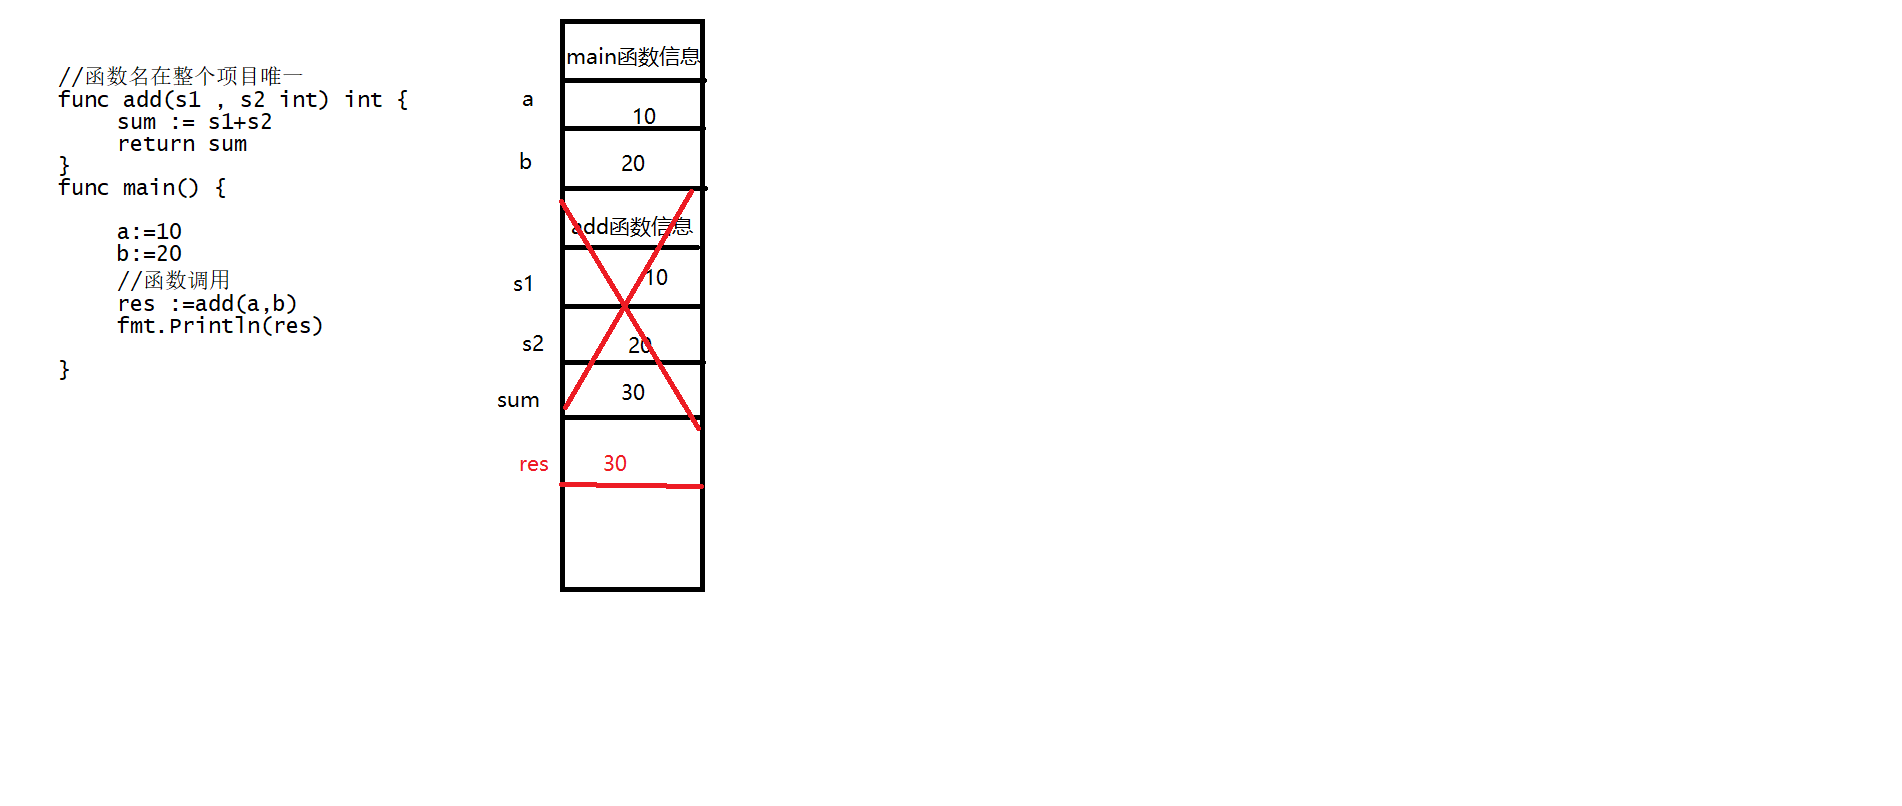 //函数名在整个项目唯一
func add(s1 , s2 int) int {
sum := s1+s2
return sum
}
func main() {
a:=10
b:=20
//函数调用
res :=add(a,b)
fmt.Println(res)
}
main函数信息
a 10
b 20
add函数信息
s1 10
s2 20
sum 30
res 30